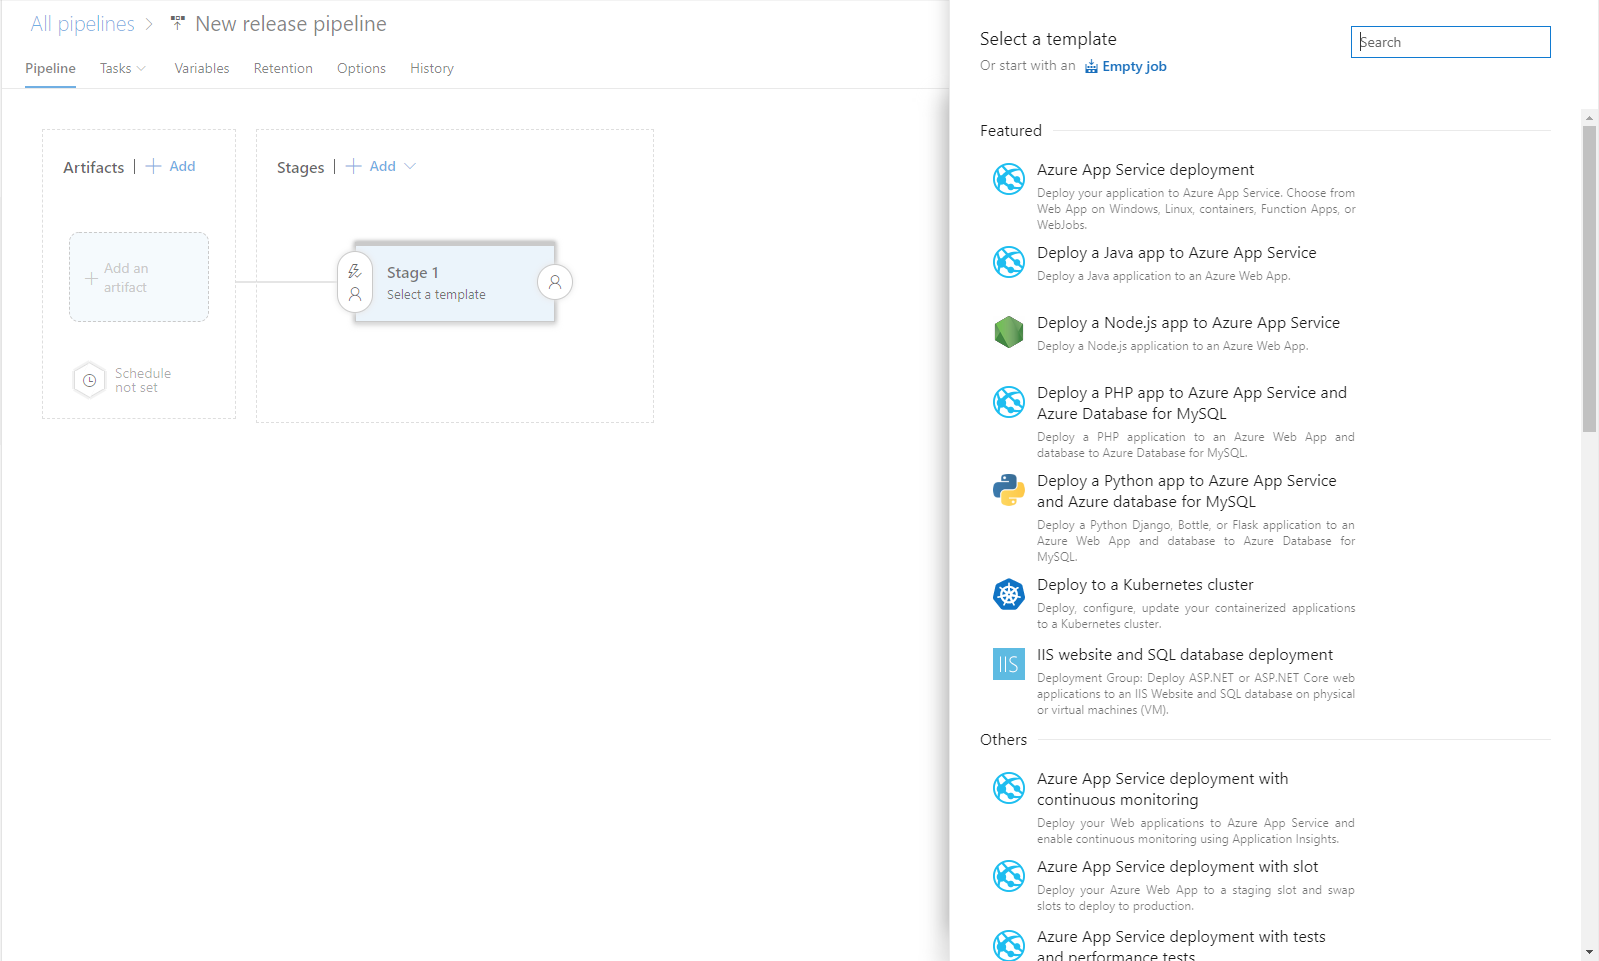 All pipelines > New release pipeline
Pipeline Tasks Variables Retention Options History
Artifacts | + Add
Add an
artifact
Schedule
not set
Stages | + Add
Stage 1
Select a template
Select a template
Or start with an Empty job
Search
Featured
Azure App Service deployment
Deploy your application to Azure App Service. Choose from
Web App on Windows, Linux, containers, Function Apps, or
WebJobs.
Deploy a Java app to Azure App Service
Deploy a Java application to an Azure Web App.
Deploy a Node.js app to Azure App Service
Deploy a Node.js application to an Azure Web App.
Deploy a PHP app to Azure App Service and
Azure Database for MySQL
Deploy a PHP application to an Azure Web App and
database to Azure Database for MySQL.
Deploy a Python app to Azure App Service
and Azure database for MySQL
Deploy a Python Django, Bottle, or Flask application to an
Azure Web App and database to Azure Database for
MySQL.
Deploy to a Kubernetes cluster
Deploy, configure, update your containerized applications
to a Kubernetes cluster.
IIS
IIS website and SQL database deployment
Deployment Group: Deploy ASP.NET or ASP.NET Core web
applications to an IIS Website and SQL database on physical
or virtual machines (VM).
Others
Azure App Service deployment with
continuous monitoring
Deploy your Web applications to Azure App Service and
enable continuous monitoring using Application Insights.
Azure App Service deployment with slot
Deploy your Azure Web App to a staging slot and swap
slots to deploy to production.
Azure App Service deployment with tests
and performance tests